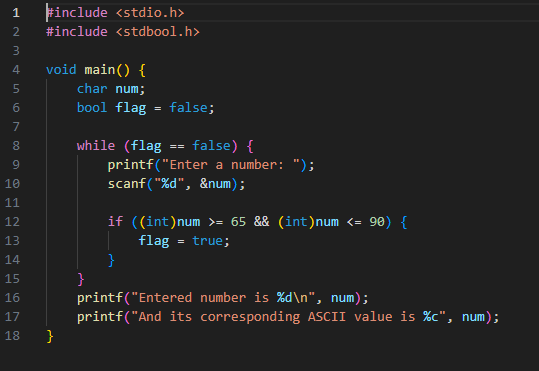 1 #include <stdio.h>
2 #include <stdbool.h>
3
4 void main() {
5     char num;
6     bool flag = false;
7
8     while (flag == false) {
9         printf("Enter a number: ");
10         scanf("%d", &num);
11
12         if ((int)num >= 65 && (int)num <= 90) {
13             flag = true;
14         }
15     }
16     printf("Entered number is %d\n", num);
17     printf("And its corresponding ASCII value is %c", num);
18 }